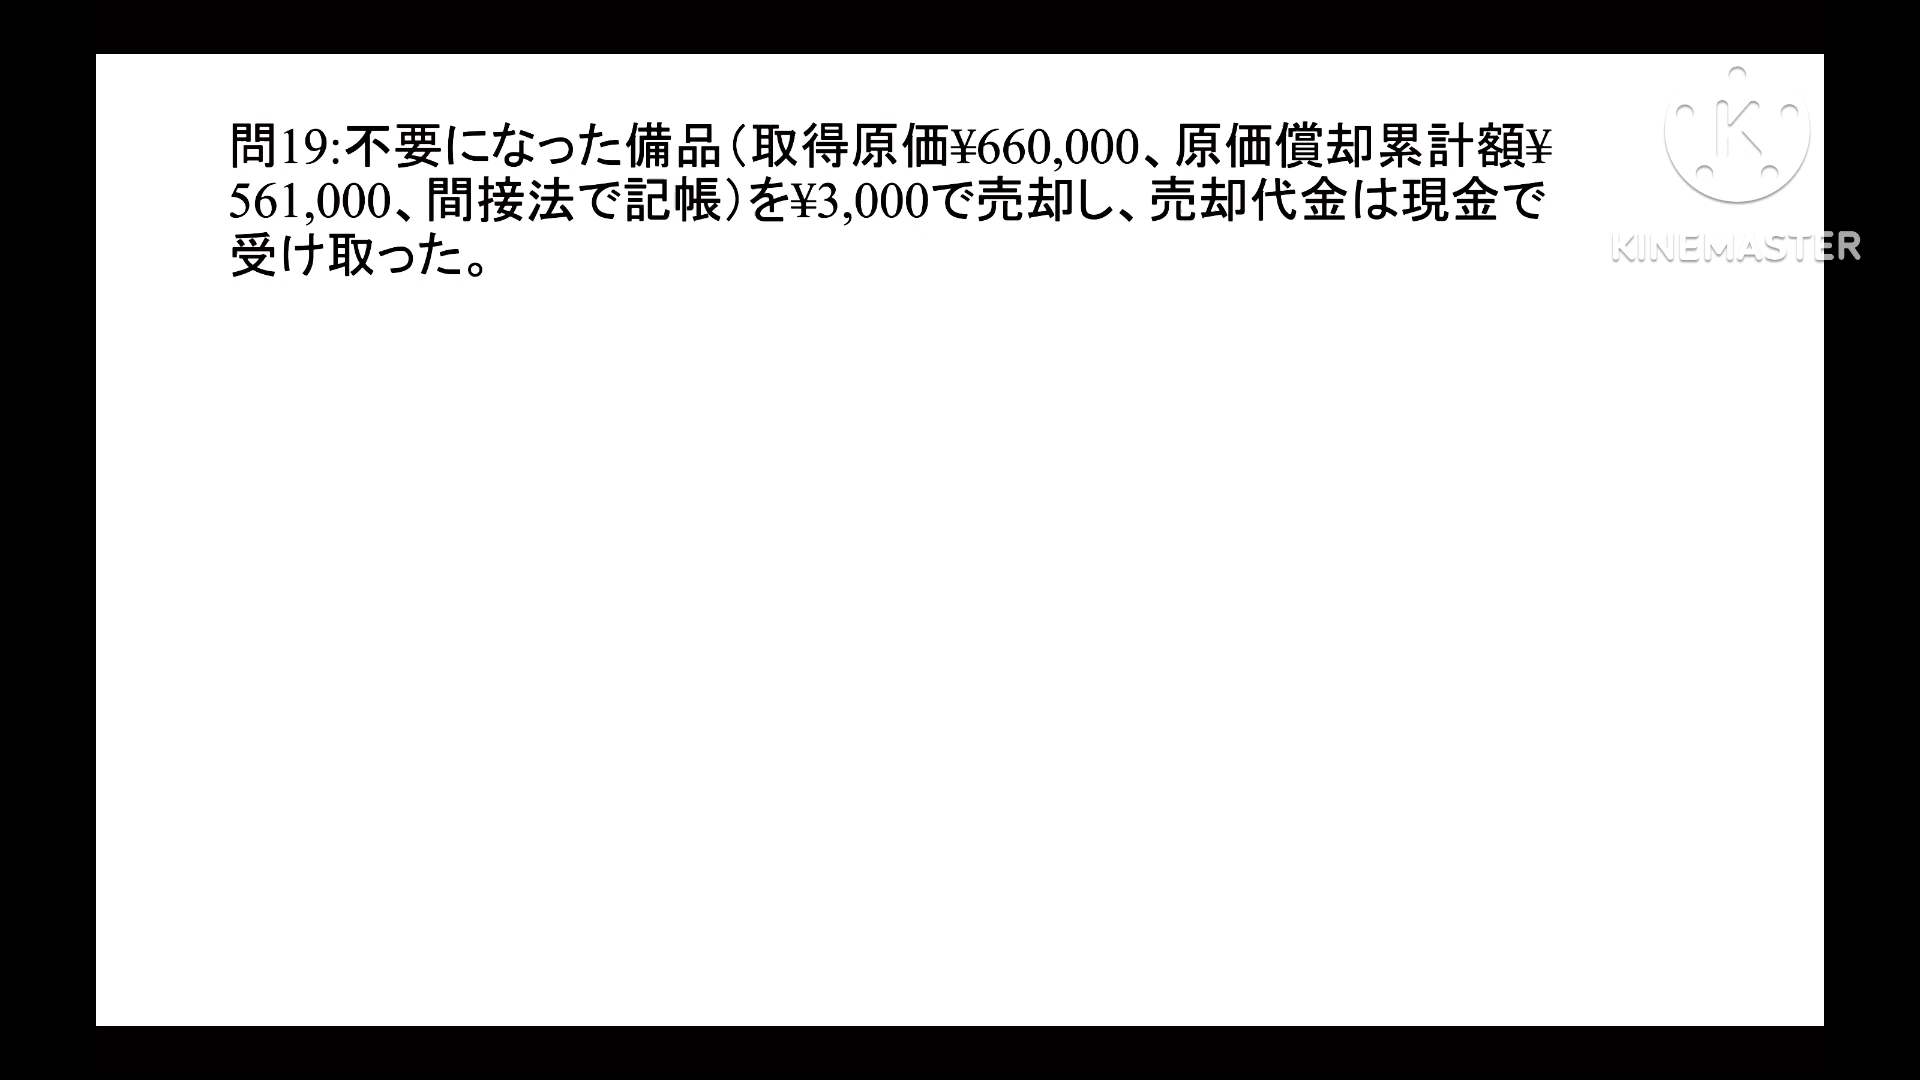 問19:不要になった備品（取得原価¥660,000、原価償却累計額¥
561,000、間接法で記帳）を¥3,000で売却し、売却代金は現金で
受け取った。
K
KINEMASTER